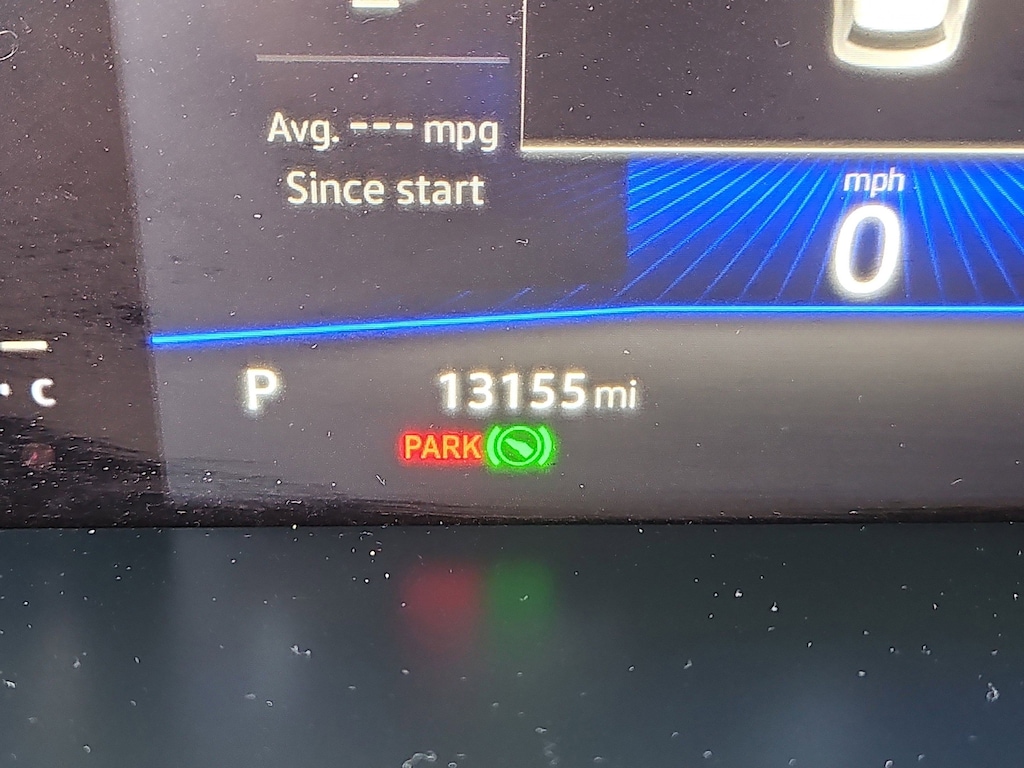 Avg. --- mpg
Since start
mph
0
C
P
13155 mi
PARK